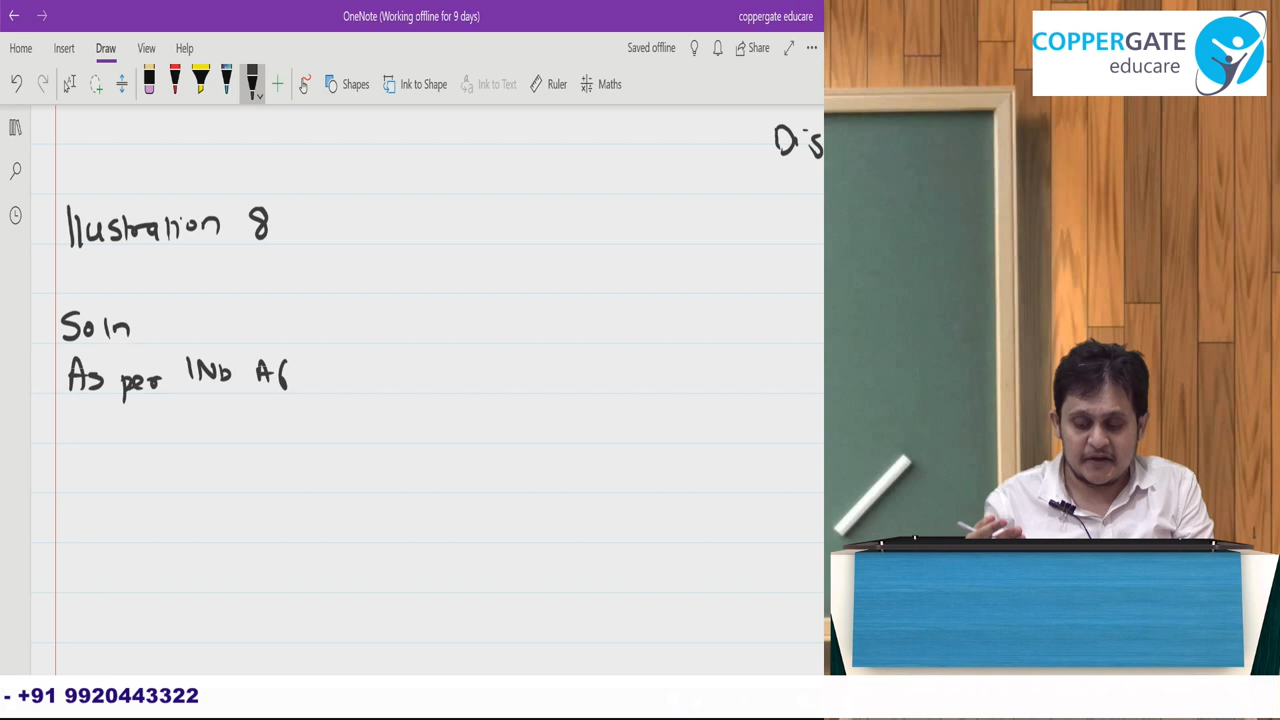 OneNote (Working offline for 9 days)
coppergate educare
Home Insert Draw View Help
Saved offline
Share
Shapes
Ink to Shape
Ink to Text
Ruler
Maths
COPPERGATE
educare
Dis
Illustration 8
Soln
As per IND AS
- +91 9920443322